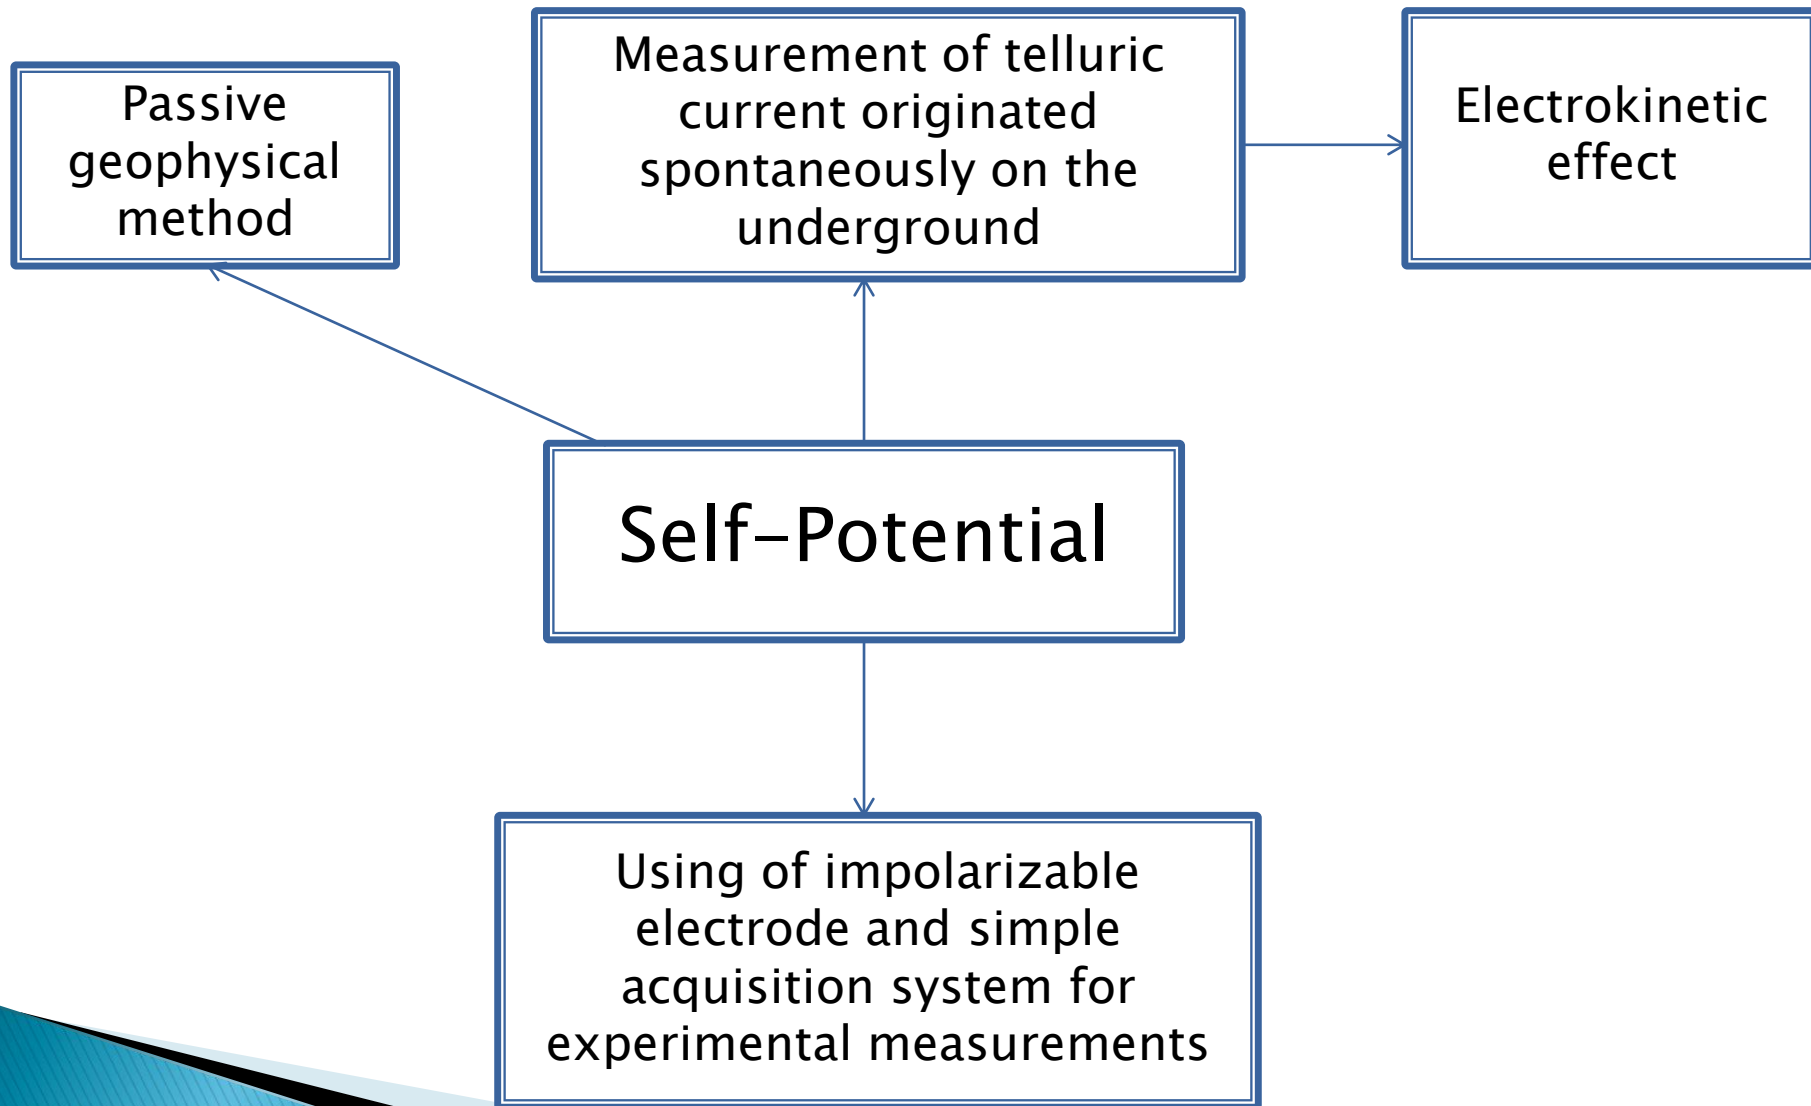 Passive
geophysical
method
Measurement of telluric
current originated
spontaneously on the
underground
Electrokinetic
effect
Self-Potential
Using of impolarizable
electrode and simple
acquisition system for
experimental measurements